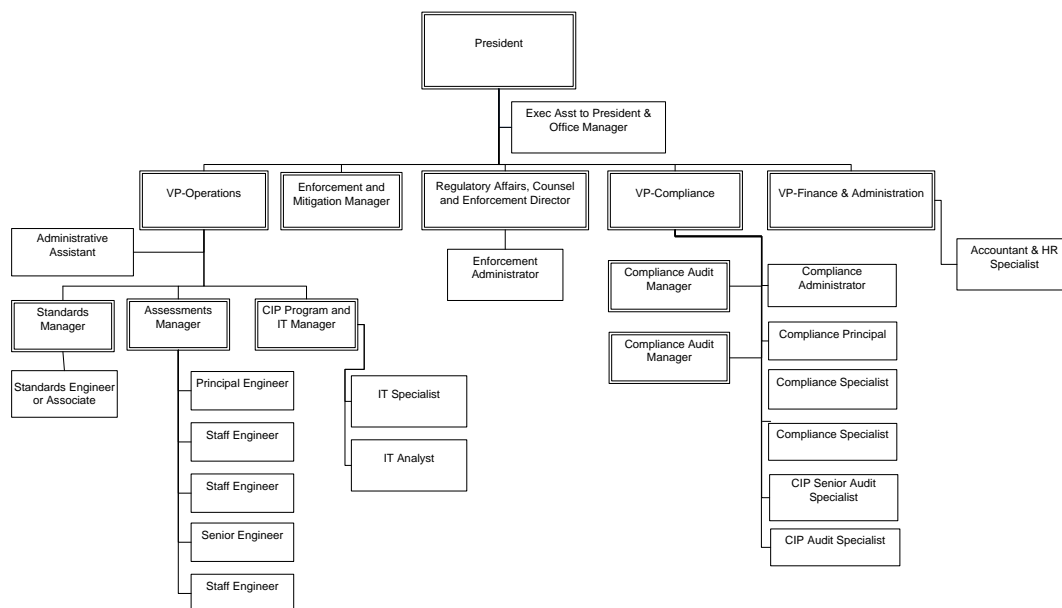 President
Exec Asst to President &
Office Manager
VP-Operations
Enforcement and
Mitigation Manager
Regulatory Affairs, Counsel
and Enforcement Director
VP-Compliance
VP-Finance & Administration
Administrative
Assistant
Enforcement
Administrator
Accountant & HR
Specialist
Standards
Manager
Assessments
Manager
CIP Program and
IT Manager
Compliance Audit
Manager
Compliance
Administrator
Compliance Audit
Manager
Compliance Principal
Standards Engineer
or Associate
Principal Engineer
IT Specialist
Compliance Specialist
Staff Engineer
IT Analyst
Compliance Specialist
Staff Engineer
CIP Senior Audit
Specialist
Senior Engineer
CIP Audit Specialist
Staff Engineer